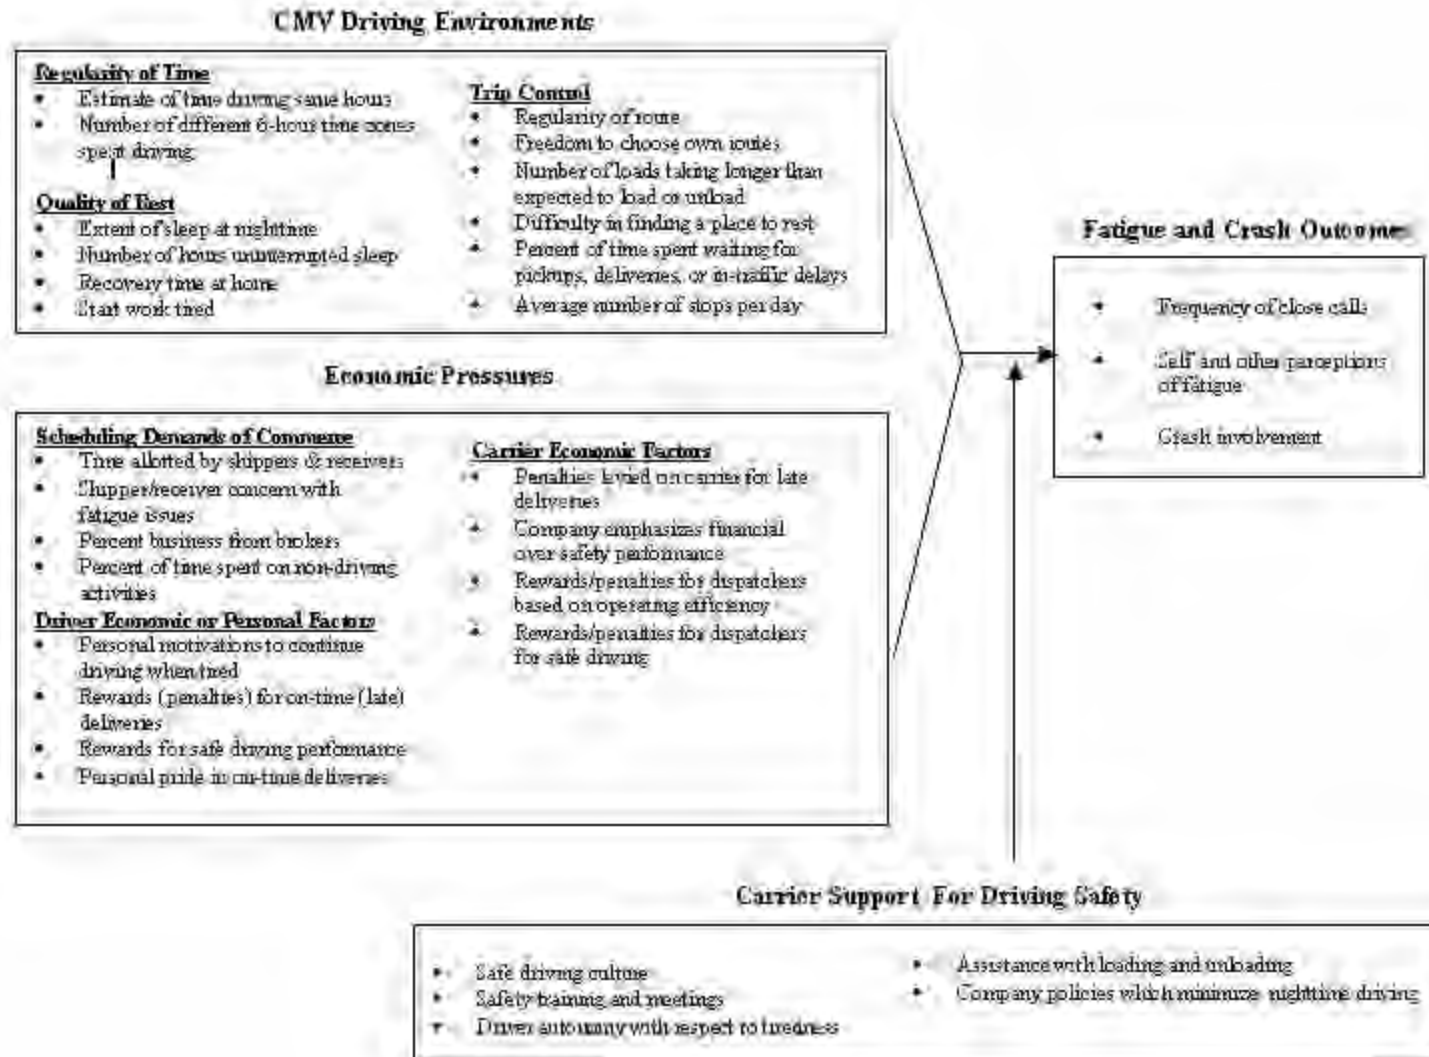 CMV Driving Environments
Regularity of Time
• Estimate of time driving same hours
• Number of different 6-hour time zones
spent driving
Quality of Rest
• Extent of sleep at nighttime
• Number of hours uninterrupted sleep
• Recovery time at home
• Start work tired
Trip Control
• Regularity of route
• Freedom to choose own routes
• Number of loads taking longer than
expected to load or unload
• Difficulty in finding a place to rest
• Percent of time spent waiting for
pickups, deliveries, or in-traffic delays
• Average number of stops per day
Economic Pressures
Scheduling Demands of Commerce
• Time allotted by shippers & receivers
• Shipper/receiver concern with
fatigue issues
• Percent business from brokers
• Percent of time spent on non-driving
activities
Driver Economic or Personal Factors
• Personal motivations to continue
driving when tired
• Rewards (penalties) for on-time (late)
deliveries
• Rewards for safe driving performance
• Personal pride in on-time deliveries
Carrier Economic Factors
• Penalties levied on carrier for late
deliveries
• Company emphasizes financial
over safety performance
• Rewards/penalties for dispatchers
based on operating efficiency
• Rewards/penalties for dispatchers
for safe driving
Fatigue and Crash Outcomes
• Frequency of close calls
• Self and other perceptions
of fatigue
• Crash involvement
Carrier Support For Driving Safety
• Safe driving culture
• Safety training and meetings
• Driver autonomy with respect to tiredness
• Assistance with loading and unloading
• Company policies which minimize nighttime driving